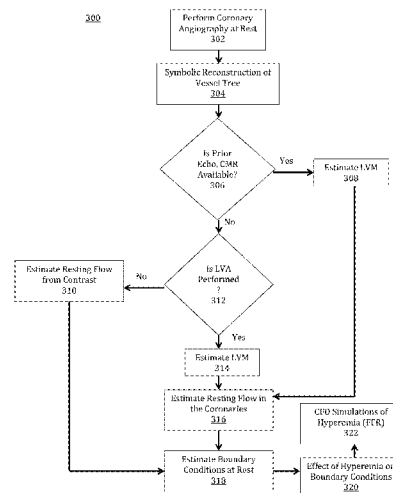 300
Perform Coronary
Angiography at Rest
302
Symbolic Reconstruction of
Vessel Tree
304
Is Prior
Echo, CMR
Available?
306
Yes
Estimate LVM
308
No
Is LVA
Performed
?
312
No
Estimate Resting Flow
from Contrast
310
Yes
Estimate LVM
314
Estimate Resting Flow in
the Coronaries
316
CFD Simulations of
Hyperemia (FFR)
322
Estimate Boundary
Conditions at Rest
318
Effect of Hyperemia on
Boundary Conditions
320